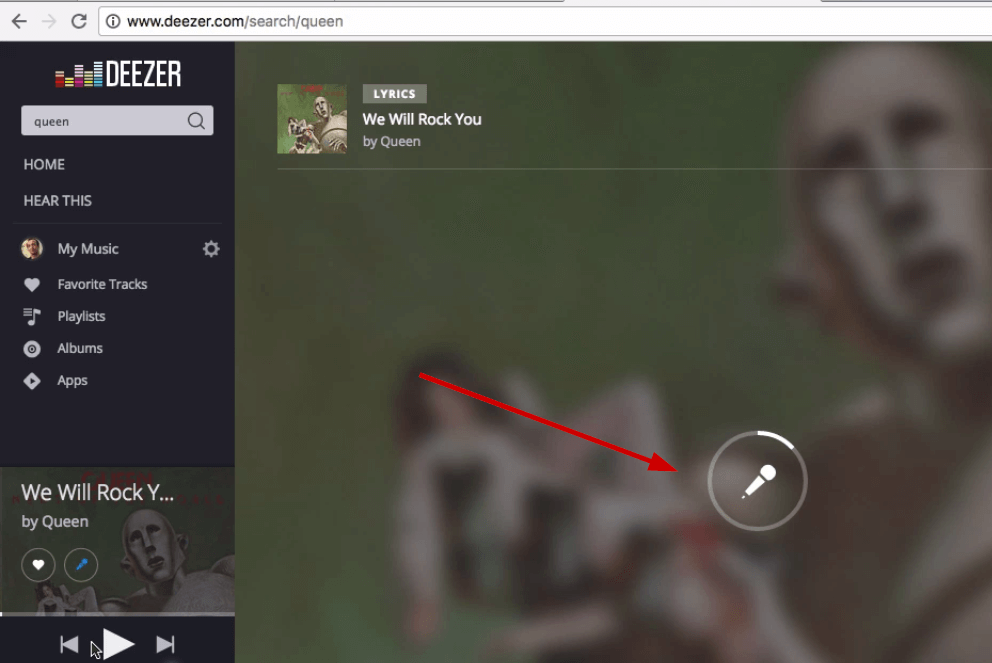 www.deezer.com/search/queen
DEEZER
queen
HOME
HEAR THIS
My Music
Favorite Tracks
Playlists
Albums
Apps
We Will Rock Y...
by Queen
LYRICS
We Will Rock You
by Queen